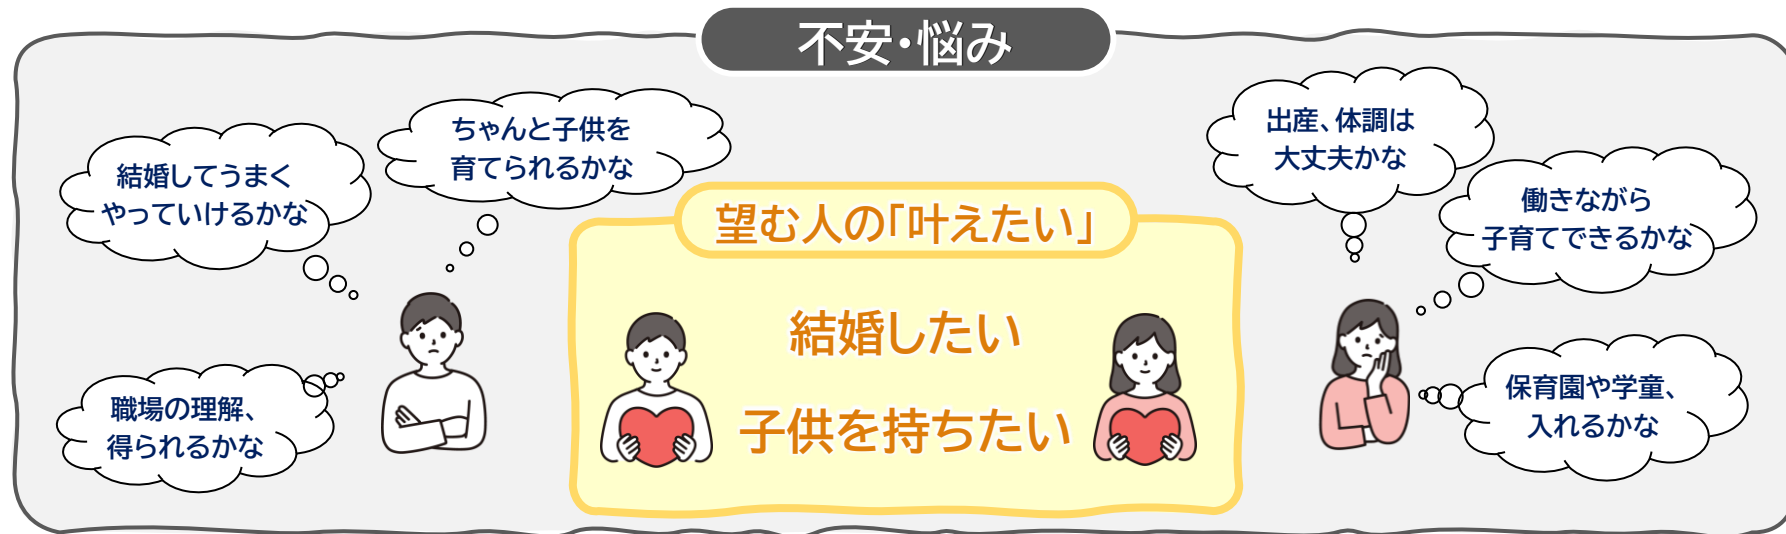 不安・悩み
結婚してうまく
やっていけるかな
ちゃんと子供を
育てられるかな
職場の理解、
得られるかな
望む人の「叶えたい」
結婚したい
子供を持ちたい
出産、体調は
大丈夫かな
働きながら
子育てできるかな
保育園や学童、
入れるかな